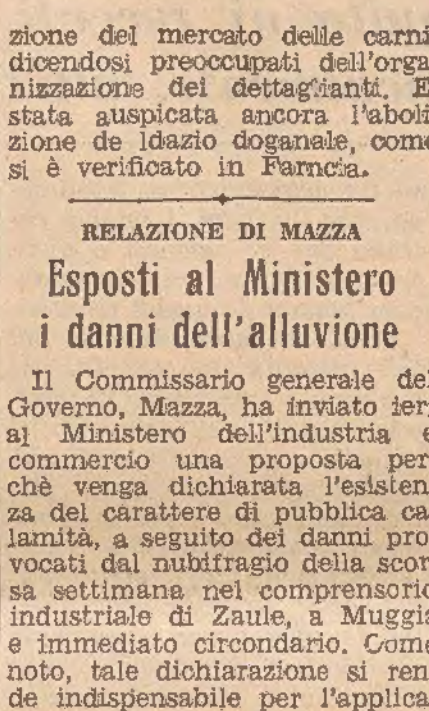 zione del mercato delle carni
dicendosi preoccupati dell'orga
nizzazione dei dettaglianti. E
stata auspicata ancora l'aboli
zione de ldazio doganale, come
si è verificato in Farncia.
RELAZIONE DI MAZZA
Esposti al Ministero
i danni dell'alluvione
Il Commissario generale del
Governo, Mazza, ha inviato ieri
al Ministero dell'industria e
commercio una proposta per
chè venga dichiarata l'esisten
za del carattere di pubblica ca
lamità, a seguito dei danni pro
vocati dal nubifragio della scor
sa settimana nel comprensorio
industriale di Zaule, a Muggia
e immediato circondario. Come
noto, tale dichiarazione si ren
de indispensabile per l'applica